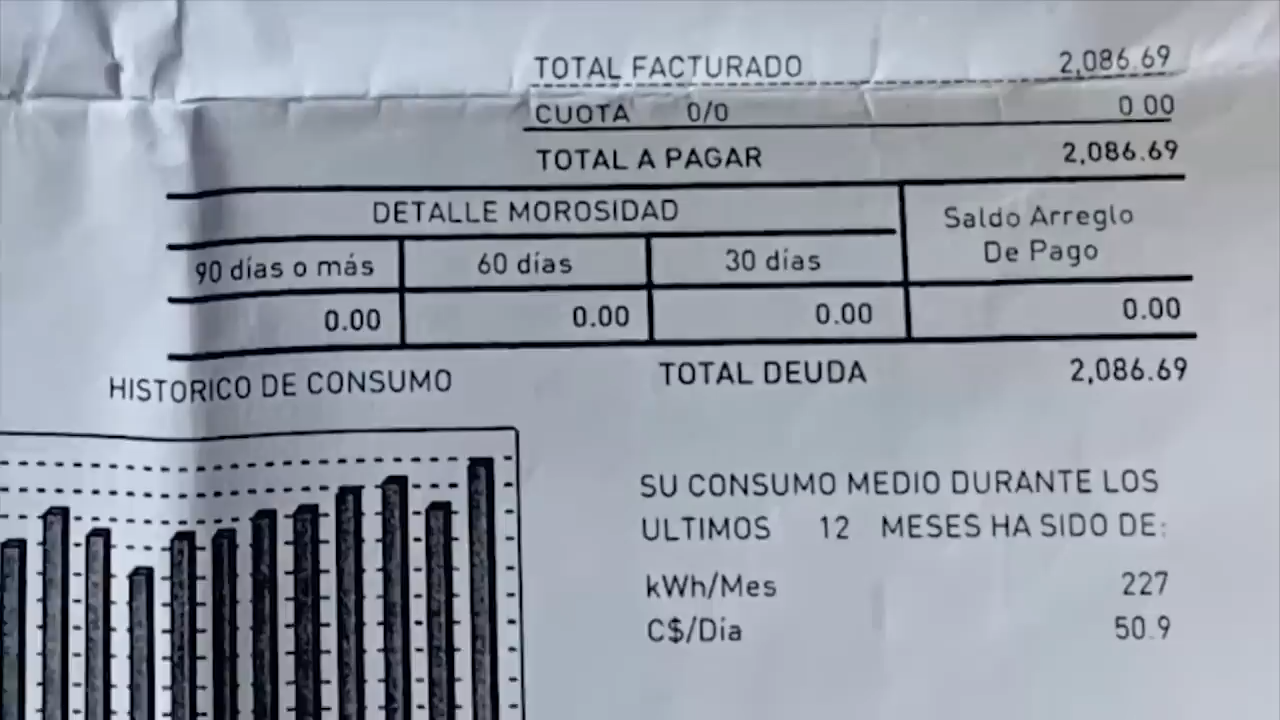 TOTAL FACTURADO 2,086.69
CUOTA 0/0 0.00
TOTAL A PAGAR 2,086.69
DETALLE MOROSIDAD Saldo Arreglo
De Pago
90 días o más 60 días 30 días
0.00 0.00 0.00 0.00
HISTORICO DE CONSUMO TOTAL DEUDA 2,086.69
SU CONSUMO MEDIO DURANTE LOS
ULTIMOS 12 MESES HA SIDO DE:
kWh/Mes 227
C$/Dia 50.9